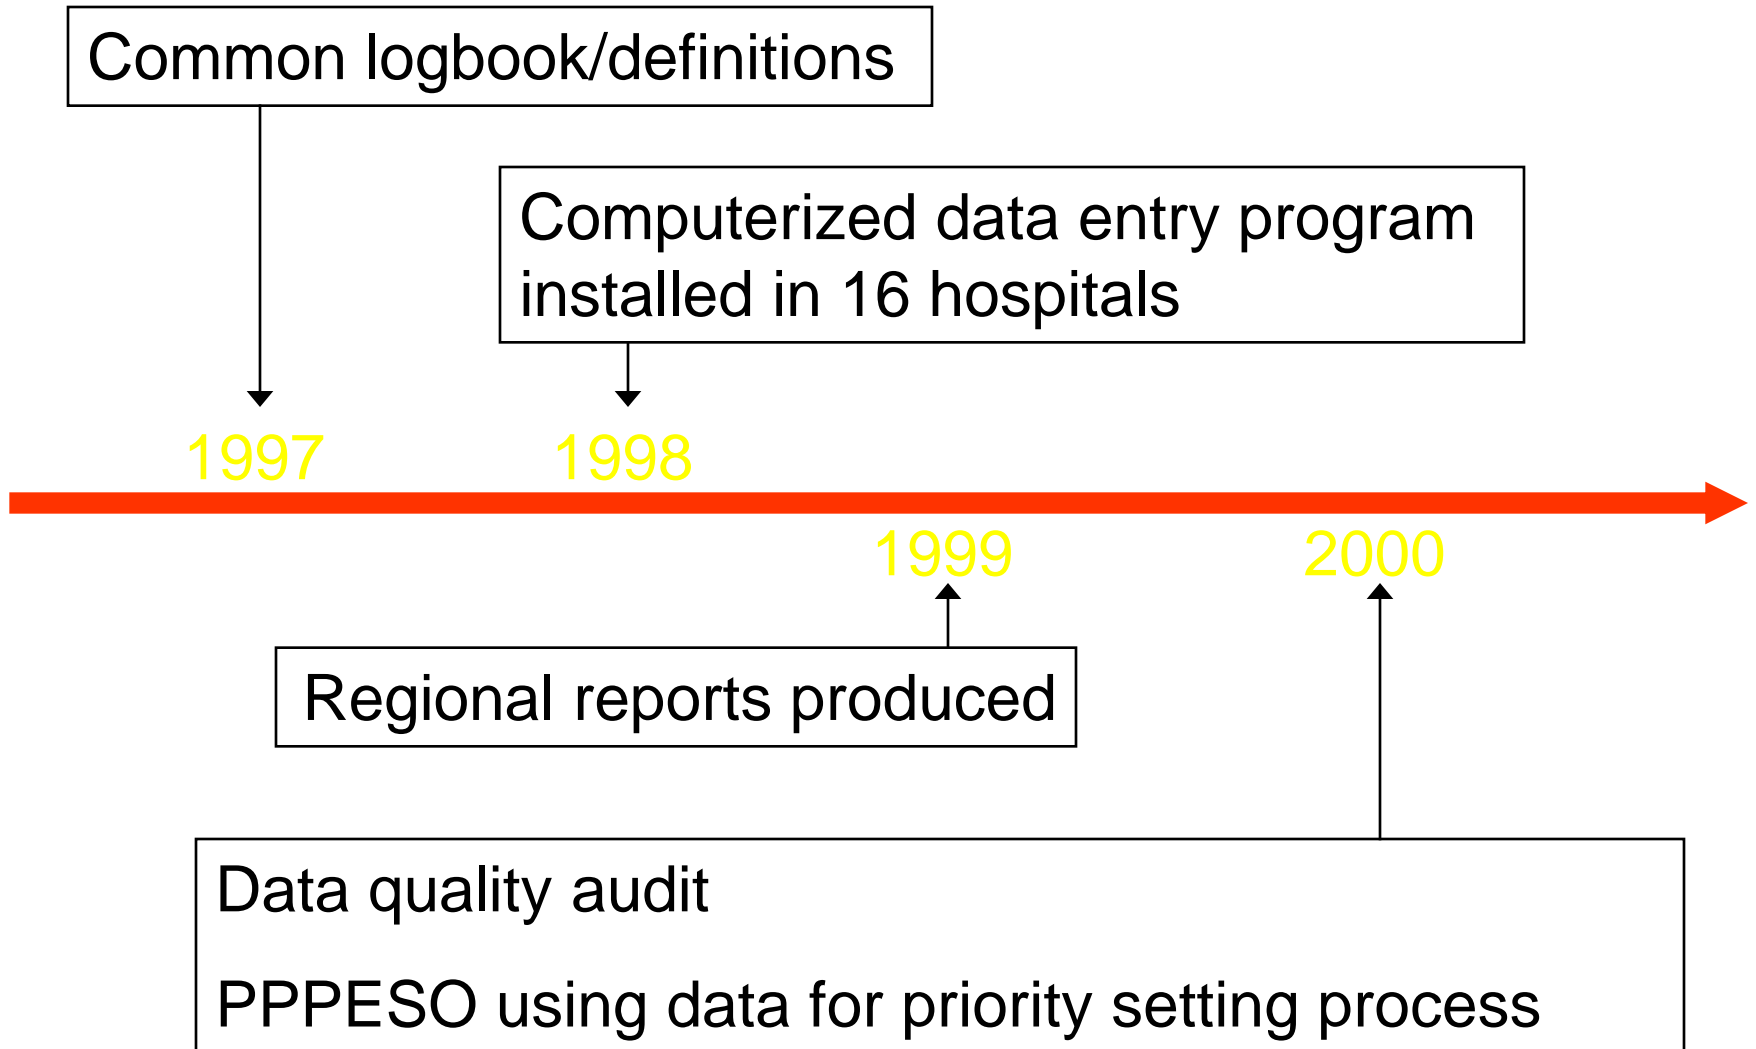 Common logbook/definitions
Computerized data entry program
installed in 16 hospitals
1997
1998
1999
2000
Regional reports produced
Data quality audit
PPPESO using data for priority setting process